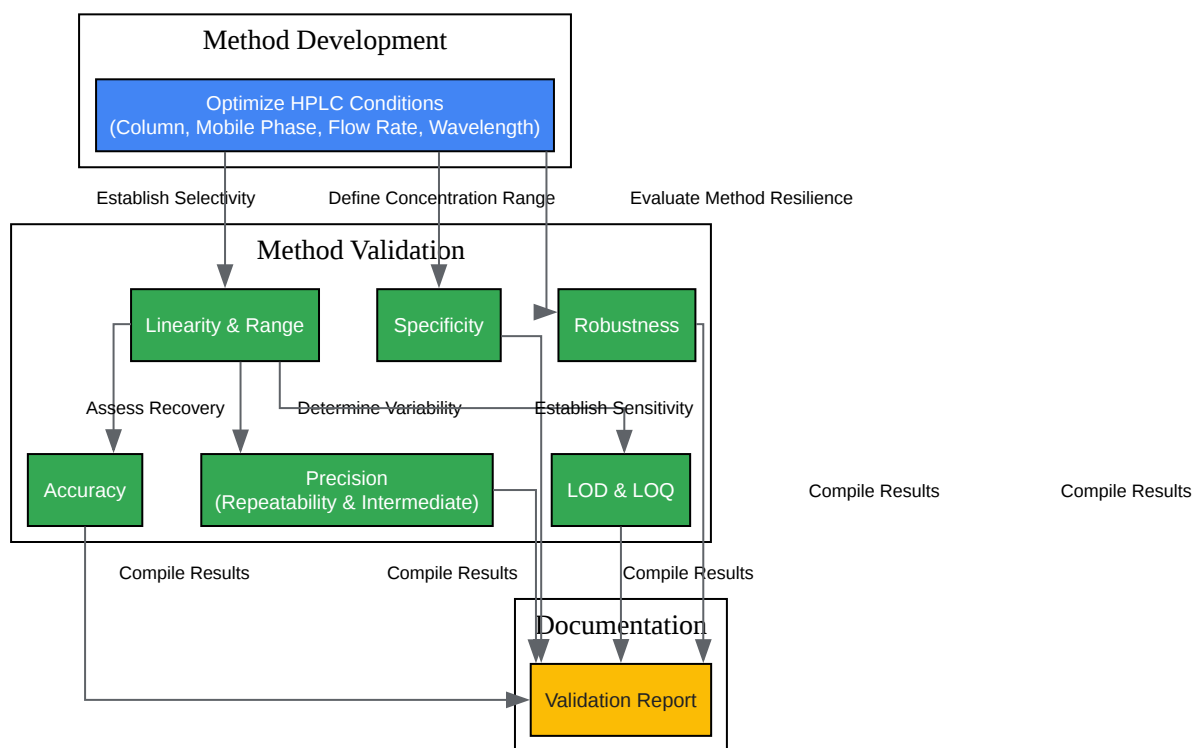 Method Development
Optimize HPLC Conditions
(Column, Mobile Phase, Flow Rate, Wavelength)
Establish Selectivity
Define Concentration Range
Evaluate Method Resilience
Method Validation
Linearity & Range
Specificity
Robustness
Assess Recovery
Determine Variability
Establish Sensitivity
Accuracy
Precision
(Repeatability & Intermediate)
LOD & LOQ
Compile Results
Compile Results
Compile Results
Compile Results
Compile Results
Documentation
Validation Report